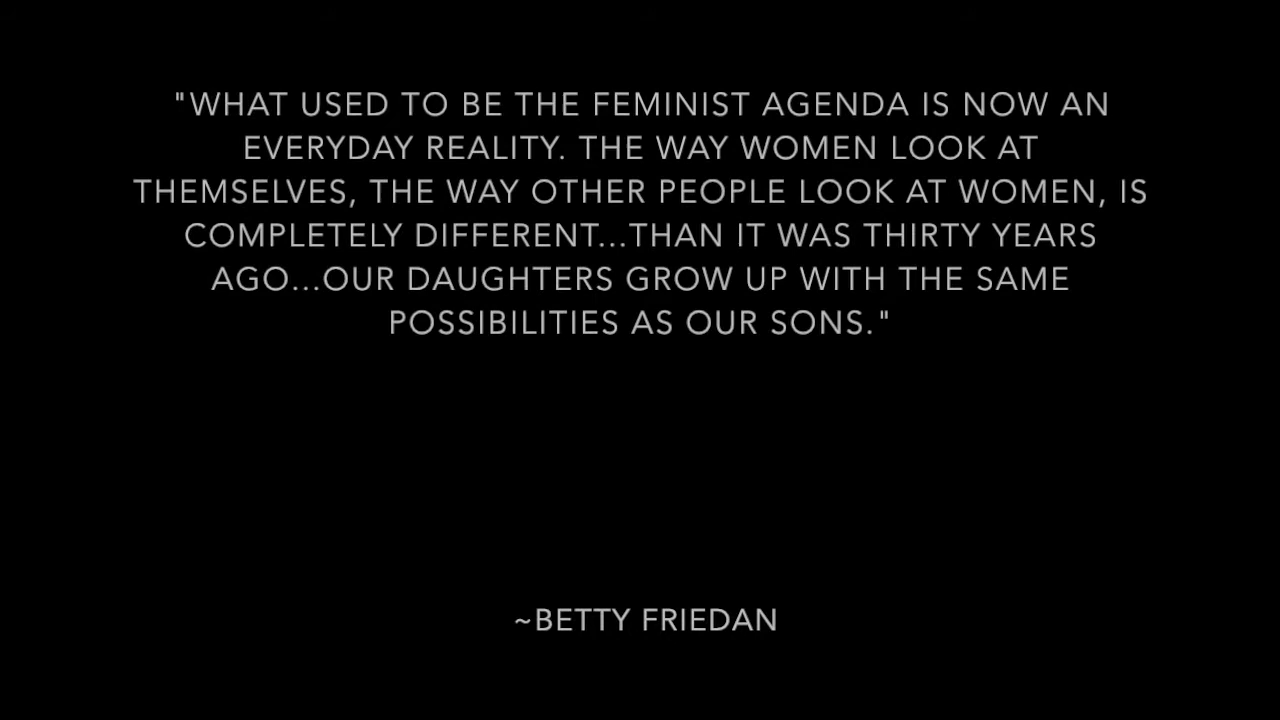 "WHAT USED TO BE THE FEMINIST AGENDA IS NOW AN
EVERYDAY REALITY. THE WAY WOMEN LOOK AT
THEMSELVES, THE WAY OTHER PEOPLE LOOK AT WOMEN, IS
COMPLETELY DIFFERENT...THAN IT WAS THIRTY YEARS
AGO...OUR DAUGHTERS GROW UP WITH THE SAME
POSSIBILITIES AS OUR SONS."
~BETTY FRIEDAN